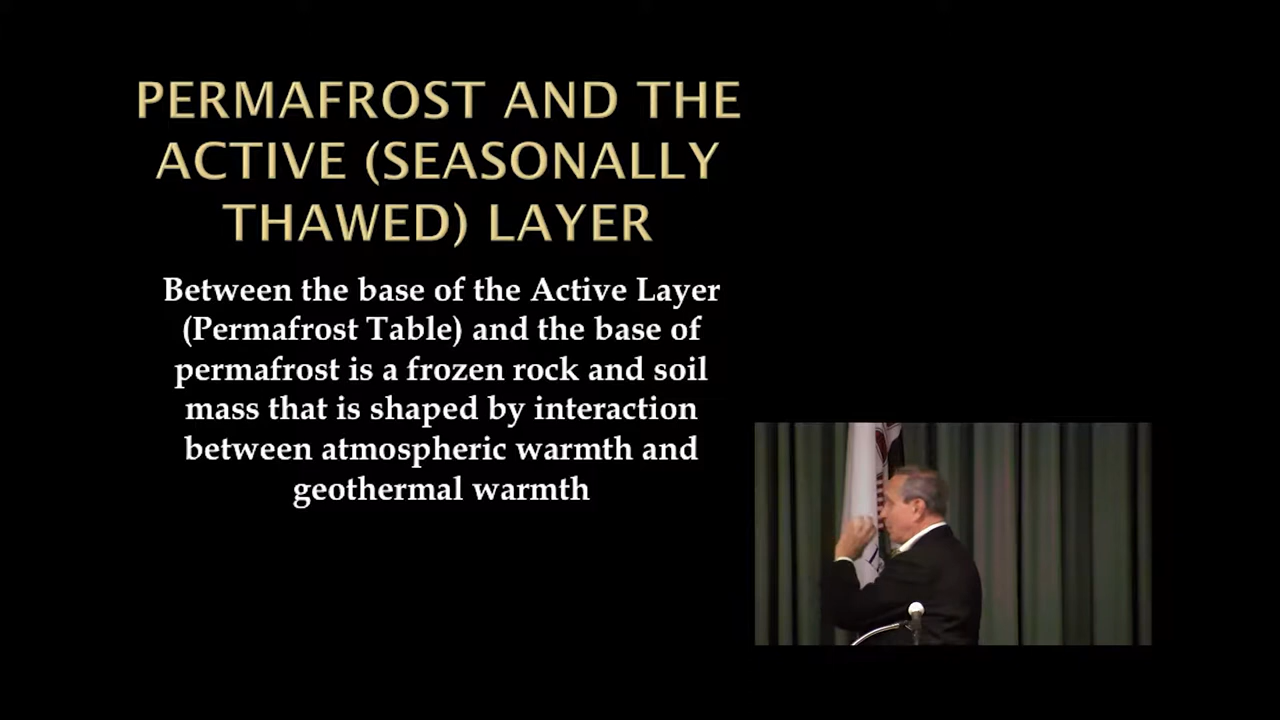 PERMAFROST AND THE
ACTIVE (SEASONALLY
THAWED) LAYER
Between the base of the Active Layer
(Permafrost Table) and the base of
permafrost is a frozen rock and soil
mass that is shaped by interaction
between atmospheric warmth and
geothermal warmth